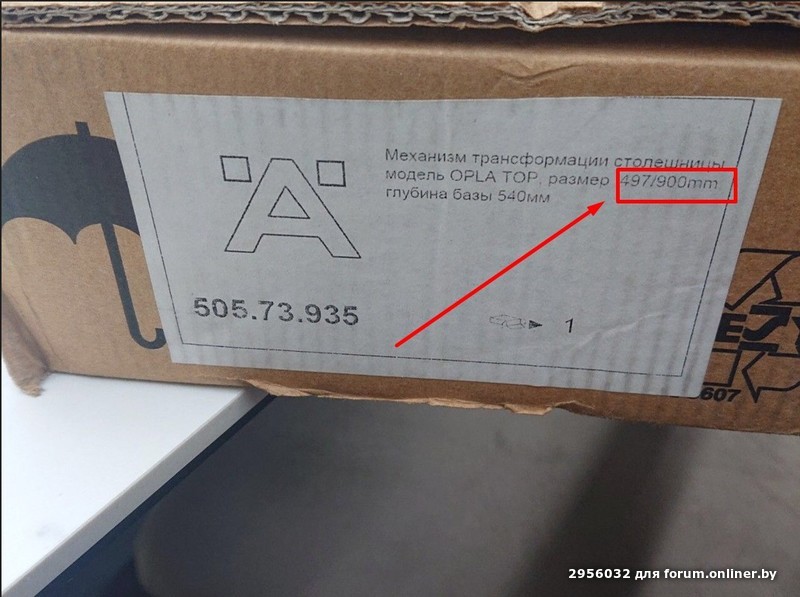 Механизм трансформации столешницы
модель OPLA TOP, размер 497/900mm,
глубина базы 540мм
505.73.935
1
607
2956032 для forum.onliner.by